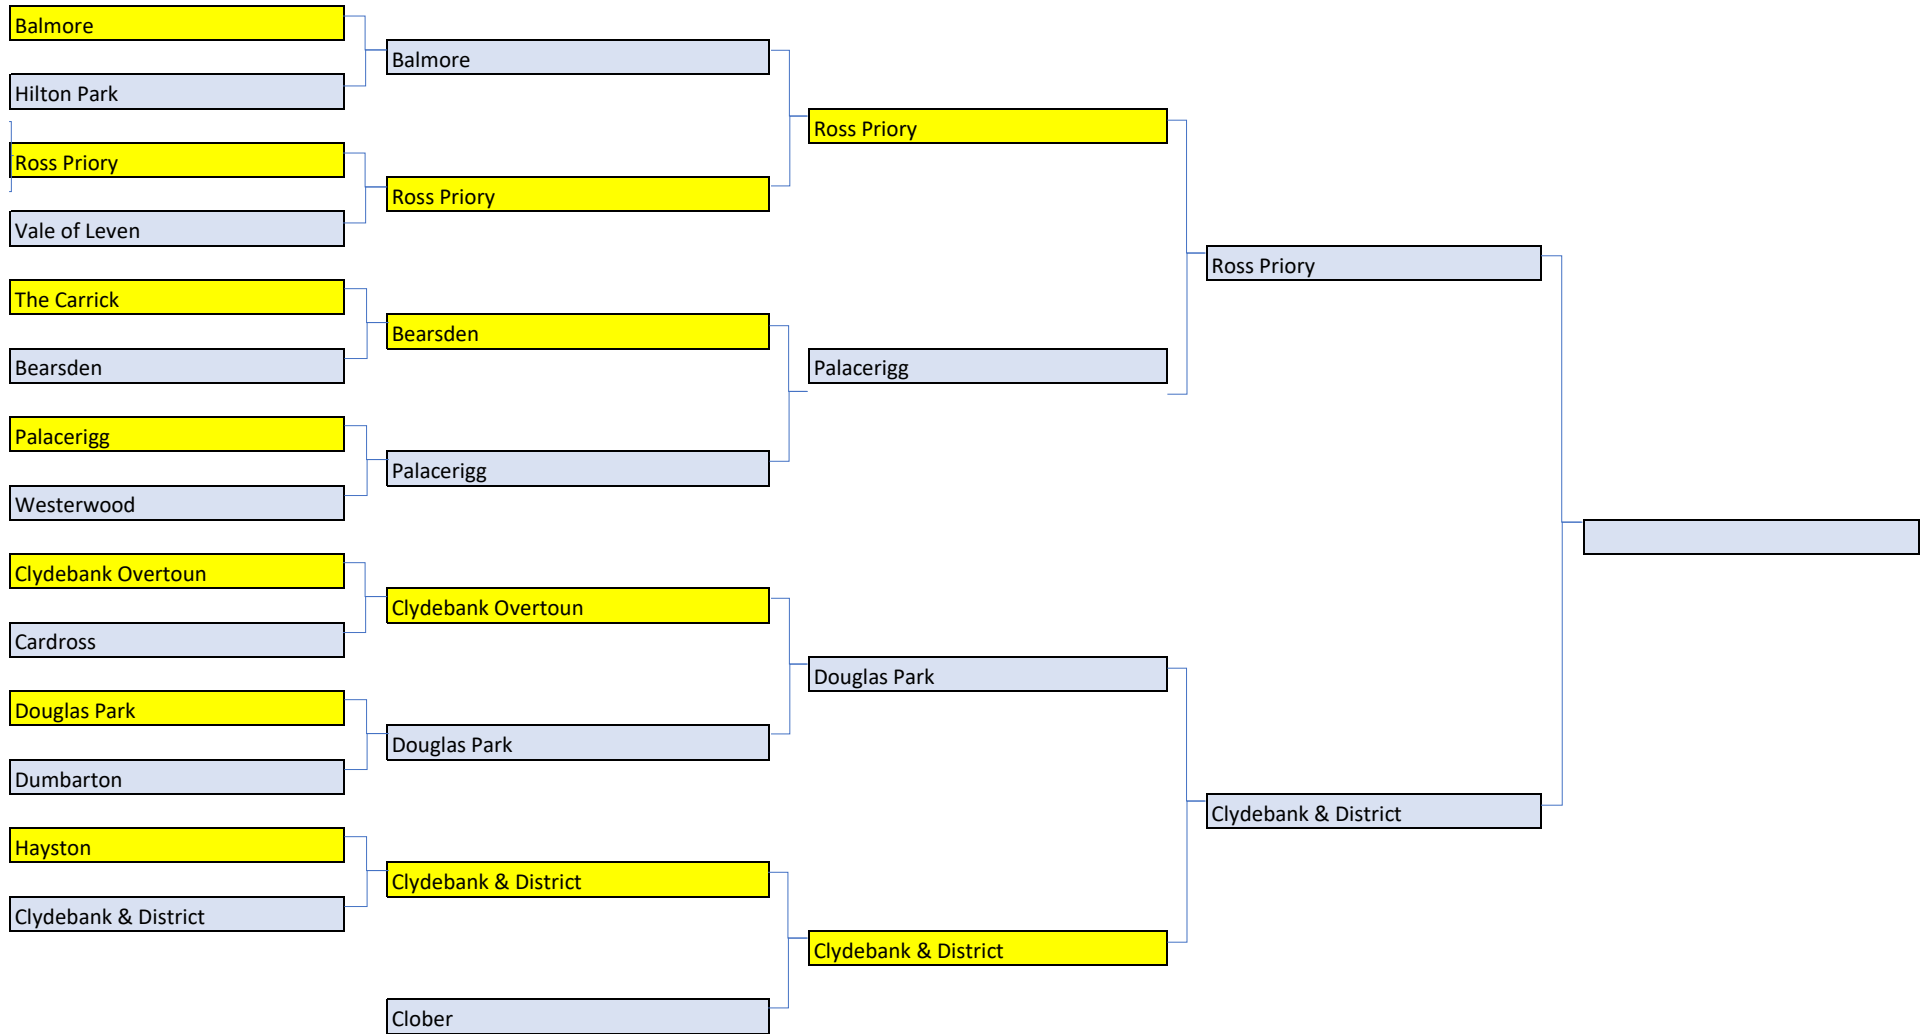 Balmore
Hilton Park
Ross Priory
Vale of Leven
The Carrick
Bearsden
Palacerigg
Westerwood
Clydebank Overtoun
Cardross
Douglas Park
Dumbarton
Hayston
Clydebank & District
Balmore
Ross Priory
Bearsden
Palacerigg
Clydebank Overtoun
Douglas Park
Clydebank & District
Clober
Ross Priory
Palacerigg
Douglas Park
Clydebank & District
Ross Priory
Clydebank & District